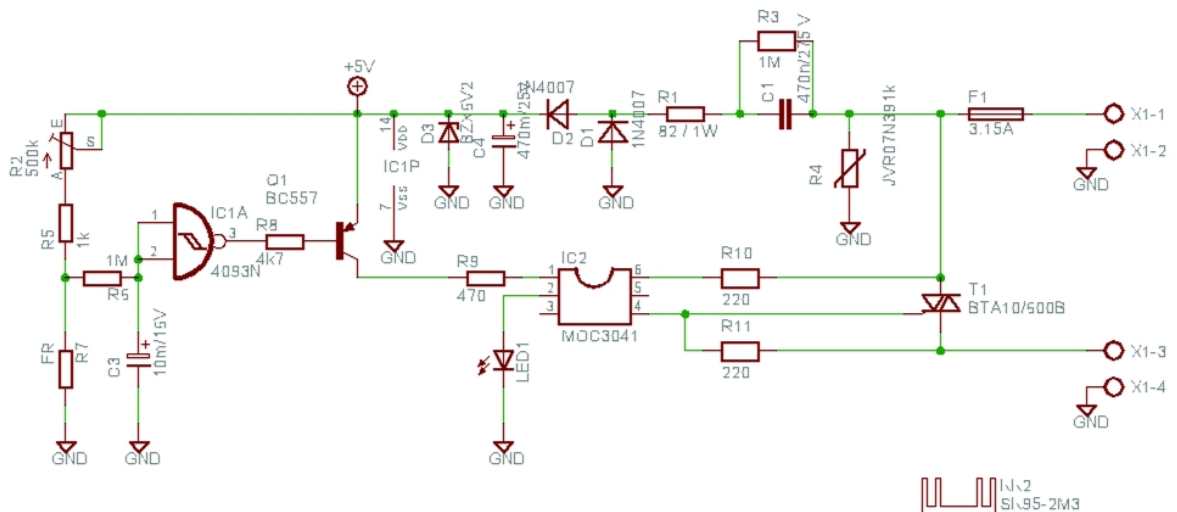 R3
1M
C1
470n/275V
+5V
1N4007
R1
82 / 1W
F1
3.15A
X1-1
E
S
A
R2
500k
14
VDD
IC1P
7
VSS
GND
D3
BZX5V2
GND
C4
470m/25V
GND
D2
D1
1N4007
GND
R4
JVR07N391k
GND
X1-2
GND
Q1
BC557
R5
1k
1
2
IC1A
3
4093N
R8
4k7
1M
R6
R9
470
1
2
3
IC2
6
5
4
MOC3041
R10
220
T1
BTA10/600B
R11
220
X1-3
X1-4
GND
FR
R7
C3
10m/16V
LED1
GND
GND
GND